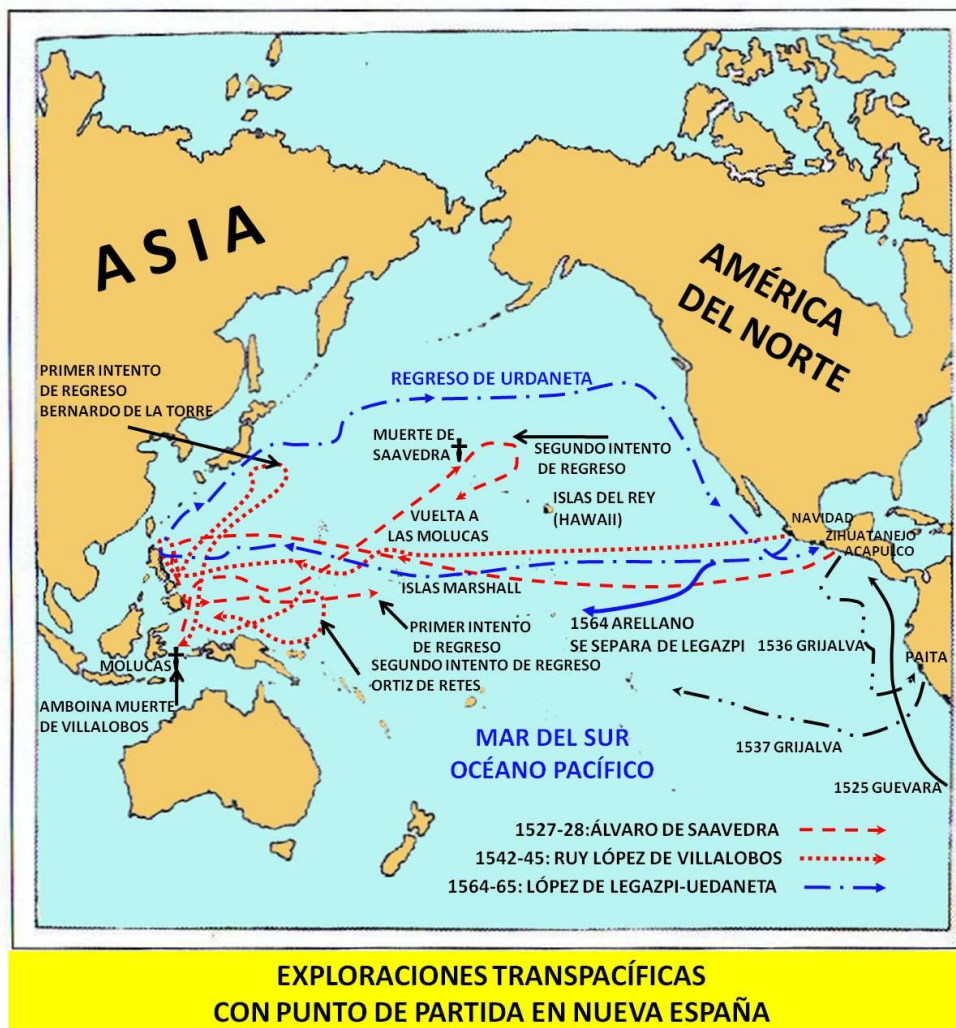 ASIA
AMÉRICA
DEL NORTE
PRIMER INTENTO
DE REGRESO
BERNARDO DE LA TORRE
REGRESO DE URDANETA
MUERTE DE
SAAVEDRA
SEGUNDO INTENTO
DE REGRESO
ISLAS DEL REY
(HAWAII)
VUELTA A
LAS MOLUCAS
NAVIDAD
ZIHUATANEJO
ACAPULCO
ISLAS MARSHALL
PRIMER INTENTO
DE REGRESO
1564 ARELLANO
SE SEPARA DE LEGAZPI
1536 GRIJALVA
PAITA
SEGUNDO INTENTO DE REGRESO
ORTIZ DE RETES
MOLUCAS
AMBOINA MUERTE
DE VILLALOBOS
MAR DEL SUR
OCÉANO PACÍFICO
1537 GRIJALVA
1525 GUEVARA
1527-28:ÁLVARO DE SAAVEDRA
1542-45: RUY LÓPEZ DE VILLALOBOS
1564-65: LÓPEZ DE LEGAZPI-UEDANETA
EXPLORACIONES TRANSPACÍFICAS
CON PUNTO DE PARTIDA EN NUEVA ESPAÑA